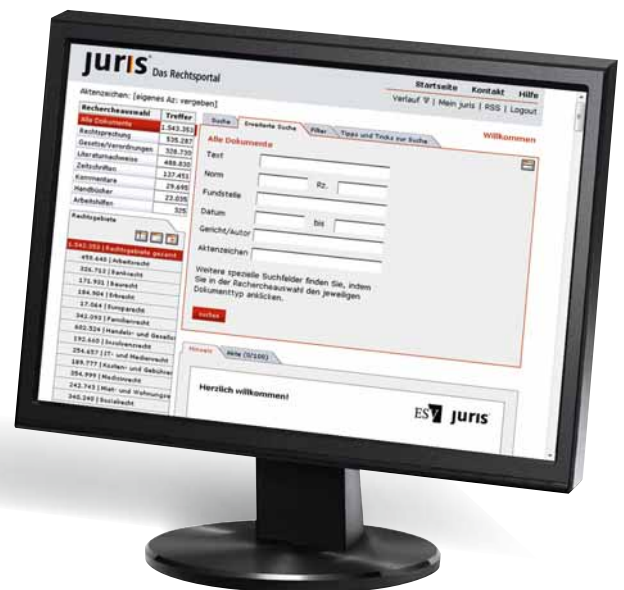 juris Das Rechtsportal
Startseite Kontakt Hilfe
Verlauf | Mein juris | RSS | Logout
Aktenzeichen: [eigenes Az: vergeben]
Willkommen
Rechercheauswahl Treffer
Alle Dokumente 1.543.353
Rechtsprechung 535.287
Gesetze/Verordnungen 326.730
Literaturnachweise 488.830
Zeitschriften 137.451
Kommentare 29.695
Handbücher 23.035
Arbeitshilfen 325
Rechtsgebiete
1.543.353 | Rechtsgebiete gesamt
455.640 | Arbeitsrecht
326.713 | Bankrecht
171.931 | Baurecht
184.904 | Erbrecht
17.064 | Europarecht
342.093 | Familienrecht
602.524 | Handels- und Gesells
192.660 | Insolvenzrecht
254.657 | IT- und Medienrecht
189.777 | Kosten- und Gebühren
254.999 | Medizinrecht
242.743 | Miet- und Wohnungse
340.240 | Sozialrecht
Suche Erweiterte Suche Filter Tipps und Tricks zur Suche
Alle Dokumente
Text
Norm Rz.
Fundstelle
Datum bis
Gericht/Autor
Aktenzeichen
Weitere spezielle Suchfelder finden Sie, indem
Sie in der Rechercheauswahl den jeweiligen
Dokumenttyp anklicken.
suchen
Hinweis Akte (0/100)
Herzlich willkommen!
ESV juris